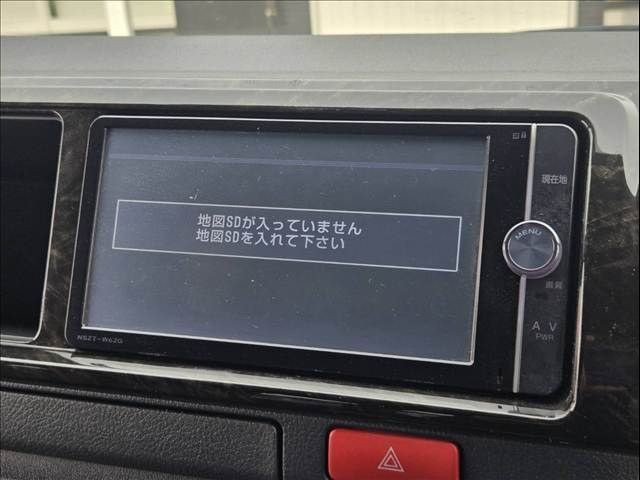 地図SDが入っていません
地図SDを入れて下さい
現在地
MENU
画質
AV
PWR
NSZT-W62G